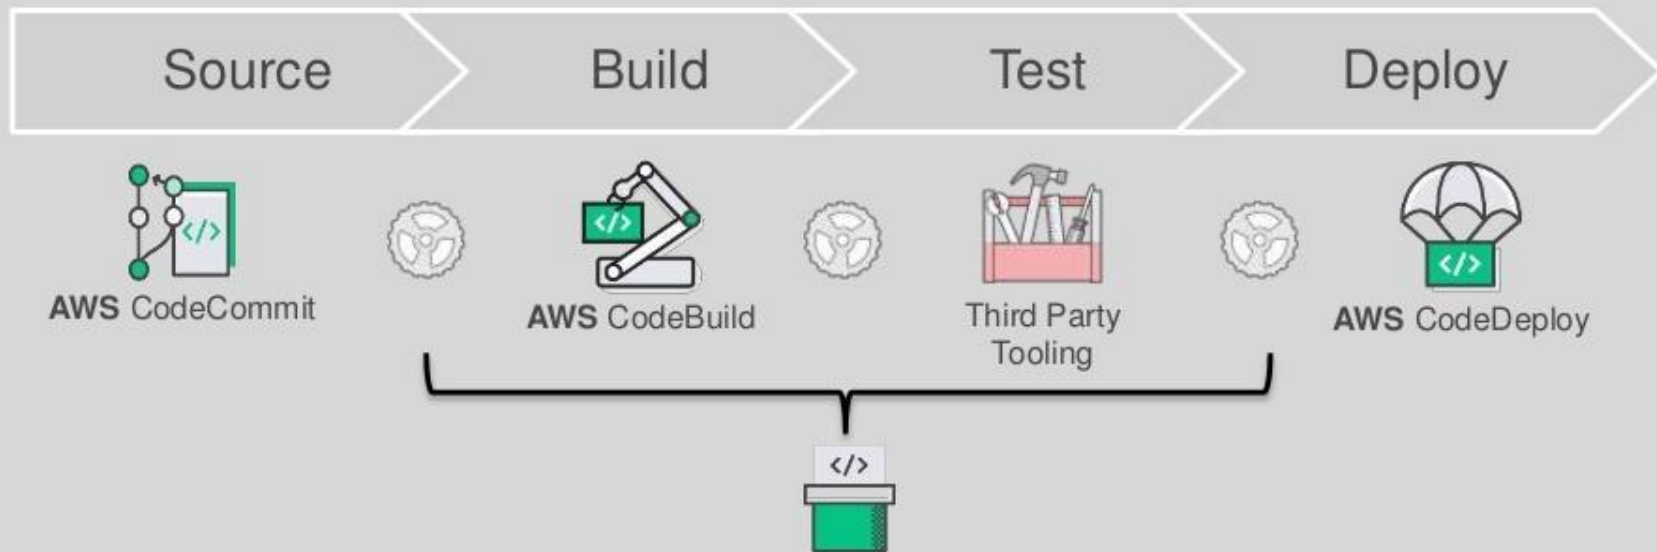 Source Build Test Deploy
</>
</>
</>
AWS CodeCommit
AWS CodeBuild
Third Party
Tooling
AWS CodeDeploy
</>